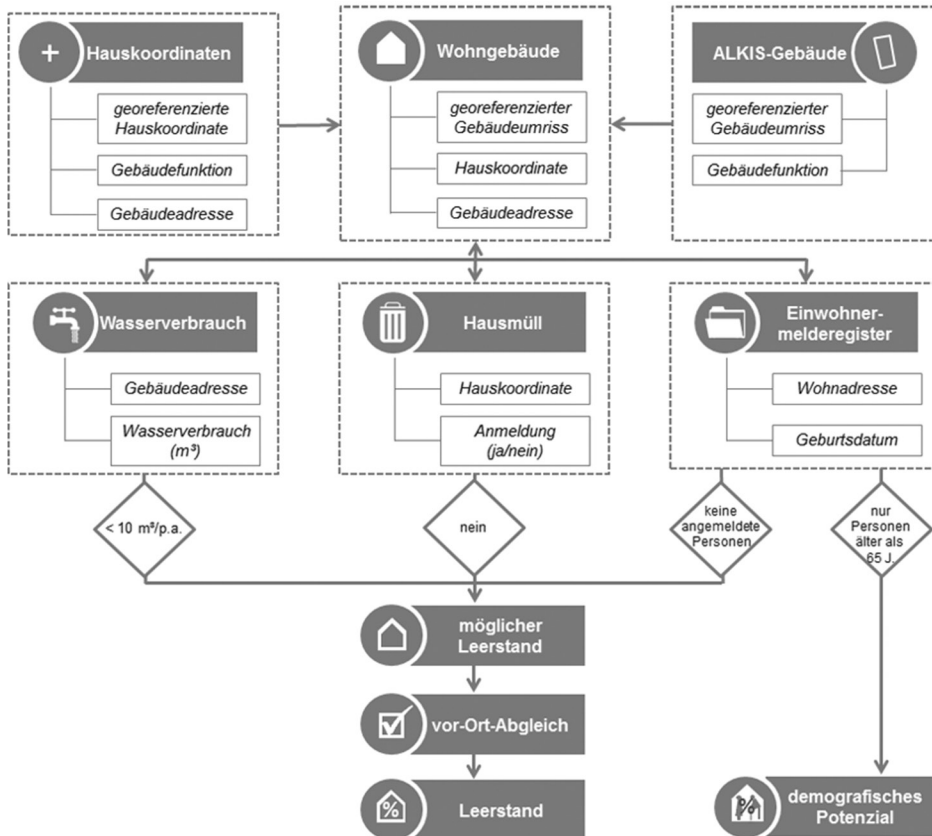 Hauskoordinaten
georeferenzierte
Hauskoordinate
Gebäudefunktion
Gebäudeadresse
Wohngebäude
georeferenzierter
Gebäudeumriss
Hauskoordinate
Gebäudeadresse
ALKIS-Gebäude
georeferenzierter
Gebäudeumriss
Gebäudefunktion
Wasserverbrauch
Gebäudeadresse
Wasserverbrauch
(m³)
Hausmüll
Hauskoordinate
Anmeldung
(ja/nein)
Einwohner-
melderegister
Wohnadresse
Geburtsdatum
< 10 m³/p.a.
nein
keine
angemeldete
Personen
nur
Personen
älter als
65 J.
möglicher
Leerstand
vor-Ort-Abgleich
%
Leerstand
%
demografisches
Potenzial